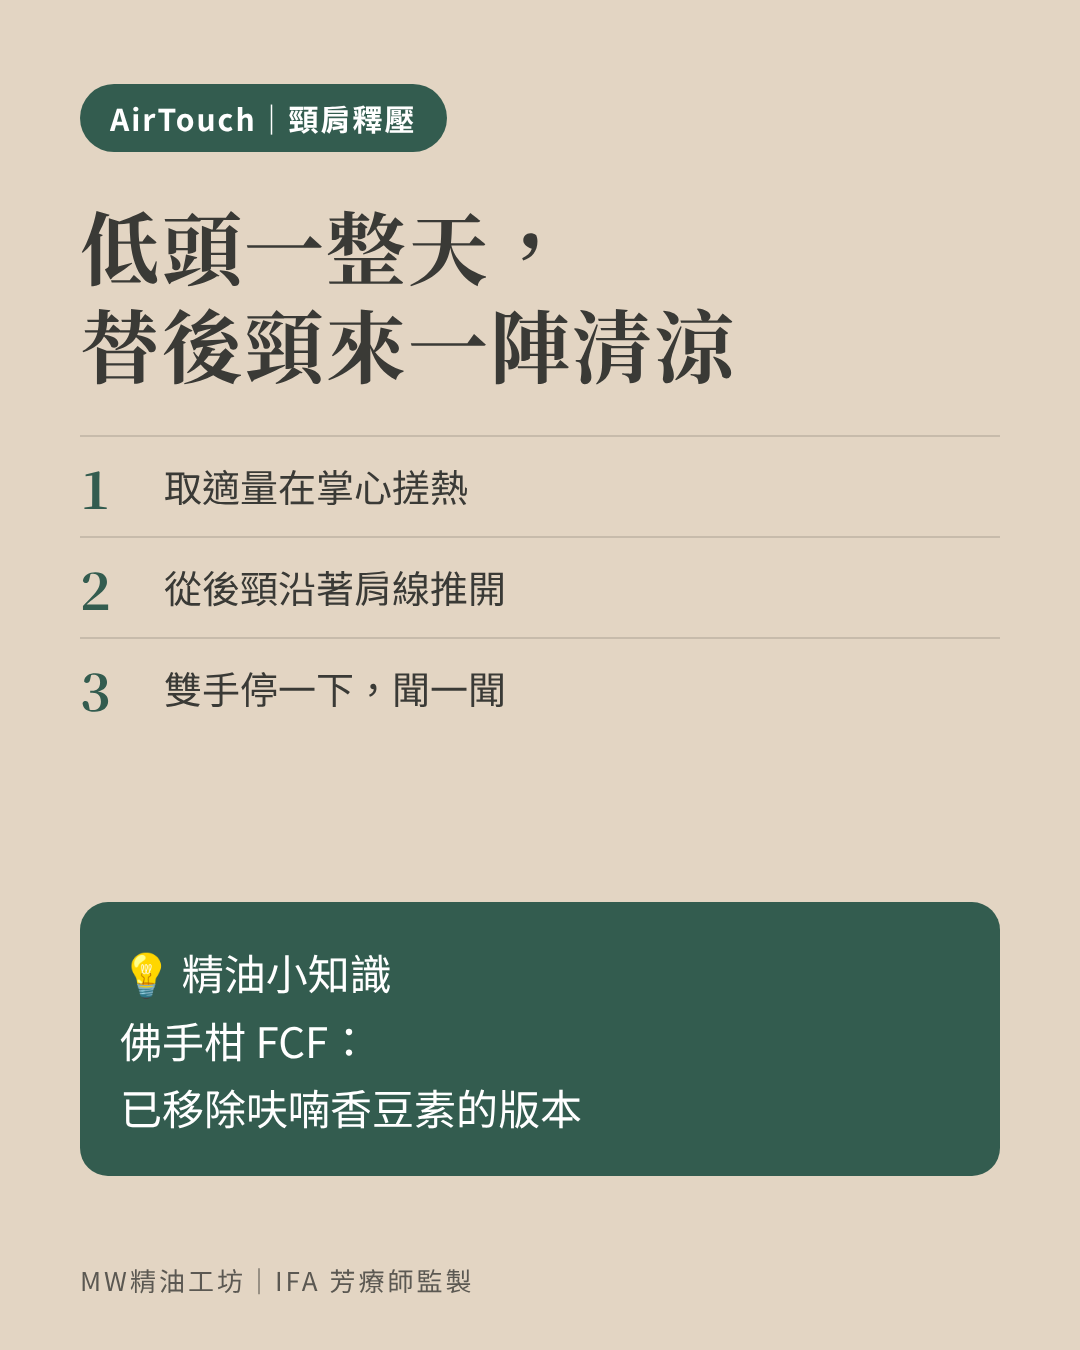 AirTouch｜頸肩釋壓
低頭一整天，
替後頸來一陣清涼
1 取適量在掌心搓熱
2 從後頸沿著肩線推開
3 雙手停一下，聞一聞
💡 精油小知識
佛手柑 FCF：
已移除呋喃香豆素的版本
MW精油工坊｜IFA 芳療師監製